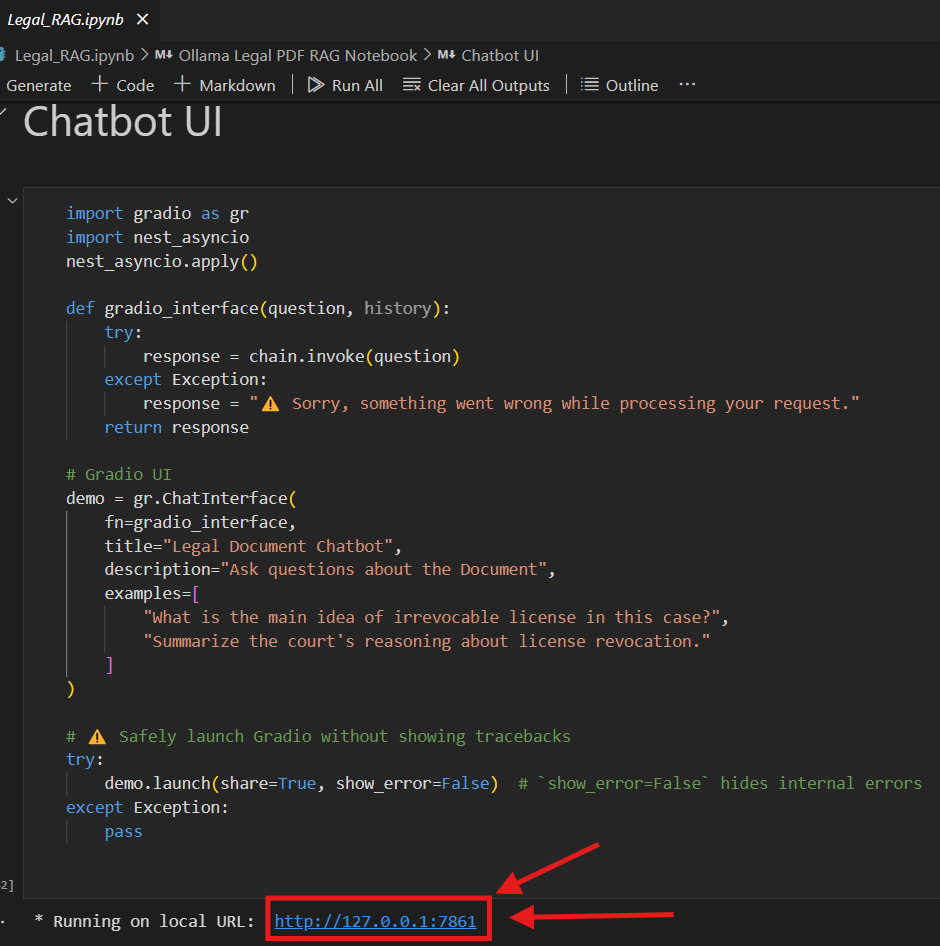 Legal_RAG.ipynb ×
Legal_RAG.ipynb > M↓ Ollama Legal PDF RAG Notebook > M↓ Chatbot UI
Generate + Code + Markdown | Run All Clear All Outputs | Outline ...
Chatbot UI
import gradio as gr
import nest_asyncio
nest_asyncio.apply()
def gradio_interface(question, history):
try:
response = chain.invoke(question)
except Exception:
response = "⚠ Sorry, something went wrong while processing your request."
return response
# Gradio UI
demo = gr.ChatInterface(
fn=gradio_interface,
title="Legal Document Chatbot",
description="Ask questions about the Document",
examples=[
"What is the main idea of irrevocable license in this case?",
"Summarize the court's reasoning about license revocation."
]
)
# ⚠ Safely launch Gradio without showing tracebacks
try:
demo.launch(share=True, show_error=False) # `show_error=False` hides internal errors
except Exception:
pass
2]
* Running on local URL: http://127.0.0.1:7861